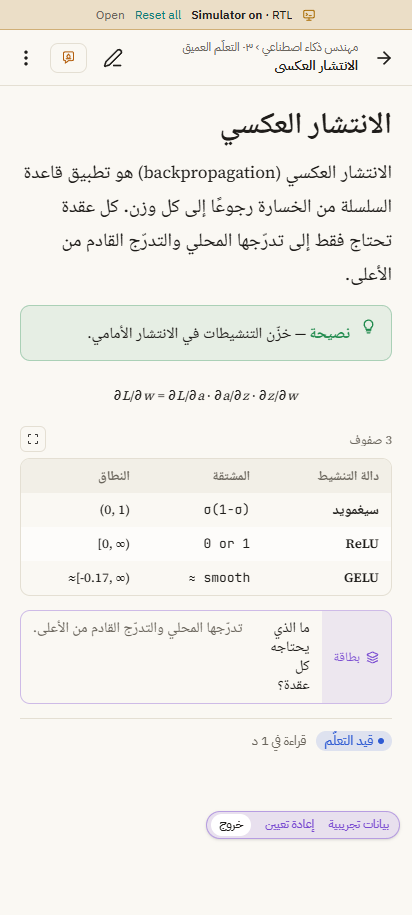 Open Reset all Simulator on · RTL
مهندس ذكاء اصطناعي › ٣- التعلّم العميق
الانتشار العكسي
الانتشار العكسي
الانتشار العكسي (backpropagation) هو تطبيق قاعدة
السلسلة من الخسارة رجوعًا إلى كل وزن. كل عقدة
تحتاج فقط إلى تدرّجها المحلي والتدرّج القادم من
الأعلى.
نصيحة — خزّن التنشيطات في الانتشار الأمامي.
∂L/∂w = ∂L/∂a · ∂a/∂z · ∂z/∂w
3 صفوف
دالة التنشيط المشتقة النطاق
سيغمويد σ(1-σ) (0, 1)
ReLU 0 or 1 [0, ∞)
GELU ≈ smooth ≈[-0.17, ∞)
بطاقة
ما الذي
يحتاجه
كل
عقدة؟
تدرّجها المحلي والتدرّج القادم من الأعلى.
قيد التعلّم قراءة في 1 د
بيانات تجريبية إعادة تعيين خروج